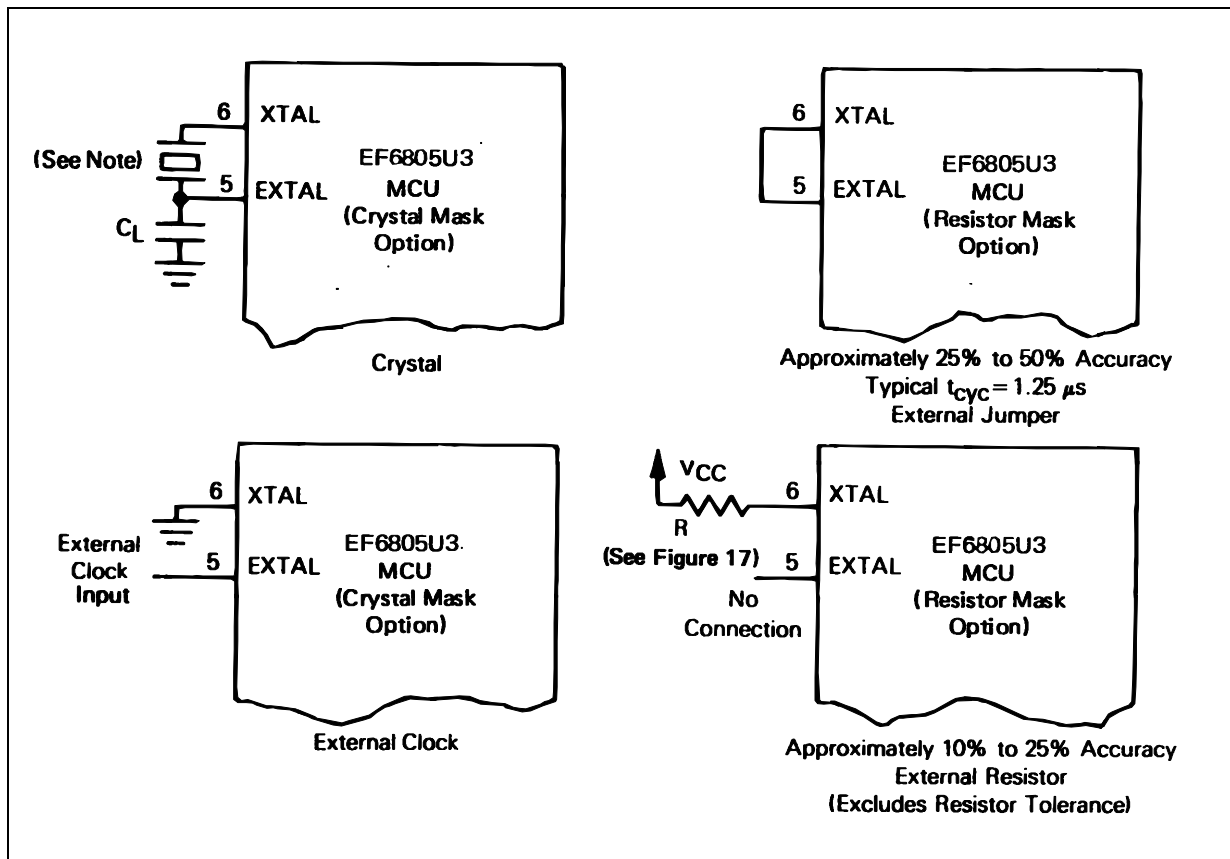 6 XTAL
(See Note)
5 EXTAL
CL
EF6805U3
MCU
(Crystal Mask
Option)
Crystal
6 XTAL
5 EXTAL
EF6805U3
MCU
(Resistor Mask
Option)
Approximately 25% to 50% Accuracy
Typical tcyc = 1.25 μs
External Jumper
6 XTAL
External
Clock
Input
5 EXTAL
EF6805U3.
MCU
(Crystal Mask
Option)
External Clock
VCC
R
(See Figure 17)
6 XTAL
5 EXTAL
No
Connection
EF6805U3
MCU
(Resistor Mask
Option)
Approximately 10% to 25% Accuracy
External Resistor
(Excludes Resistor Tolerance)